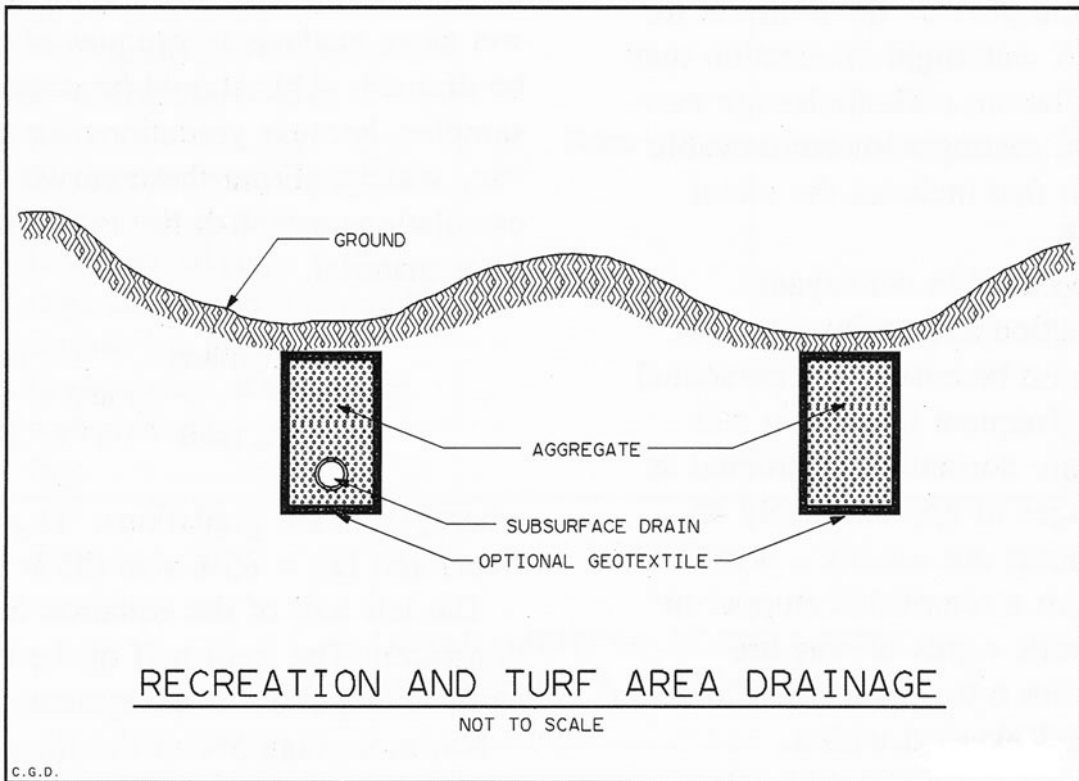 GROUND
AGGREGATE
SUBSURFACE DRAIN
OPTIONAL GEOTEXTILE
RECREATION AND TURF AREA DRAINAGE
NOT TO SCALE
C.G.D.